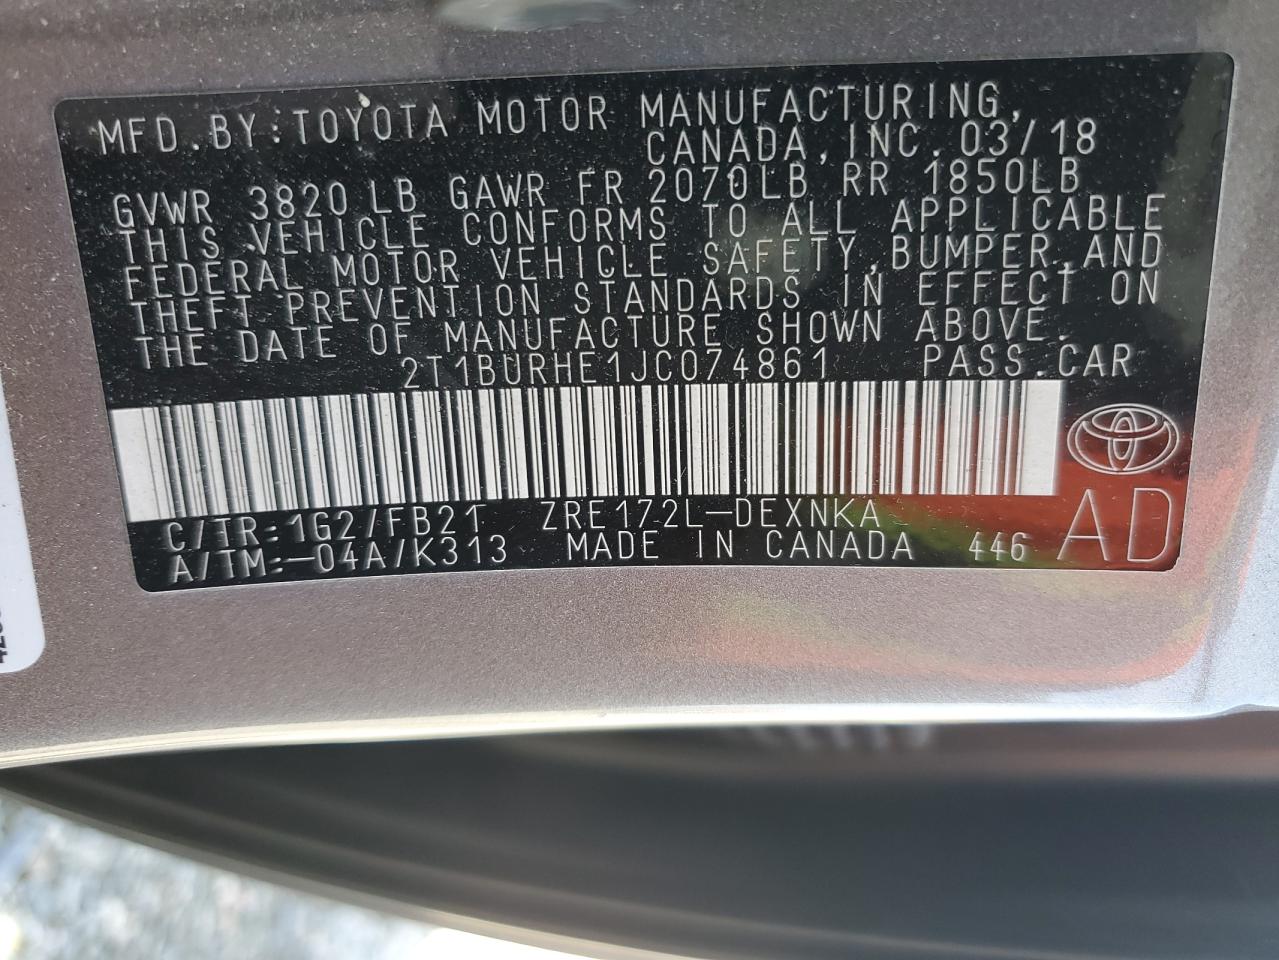 MFD.BY:TOYOTA MOTOR MANUFACTURING,
CANADA, INC. 03/18
GVWR 3820 LB GAWR FR 2070LB RR 1850LB
THIS VEHICLE CONFORMS TO ALL APPLICABLE
FEDERAL MOTOR VEHICLE SAFETY,BUMPER,AND
THEFT PREVENTION STANDARDS IN EFFECT ON
THE DATE OF MANUFACTURE SHOWN ABOVE.
2T1BURHE1JC074861 PASS.CAR
C/TR:1G2/FB21 ZRE172L-DEXNKA AD
A/TM:-04A/K313 MADE IN CANADA 446